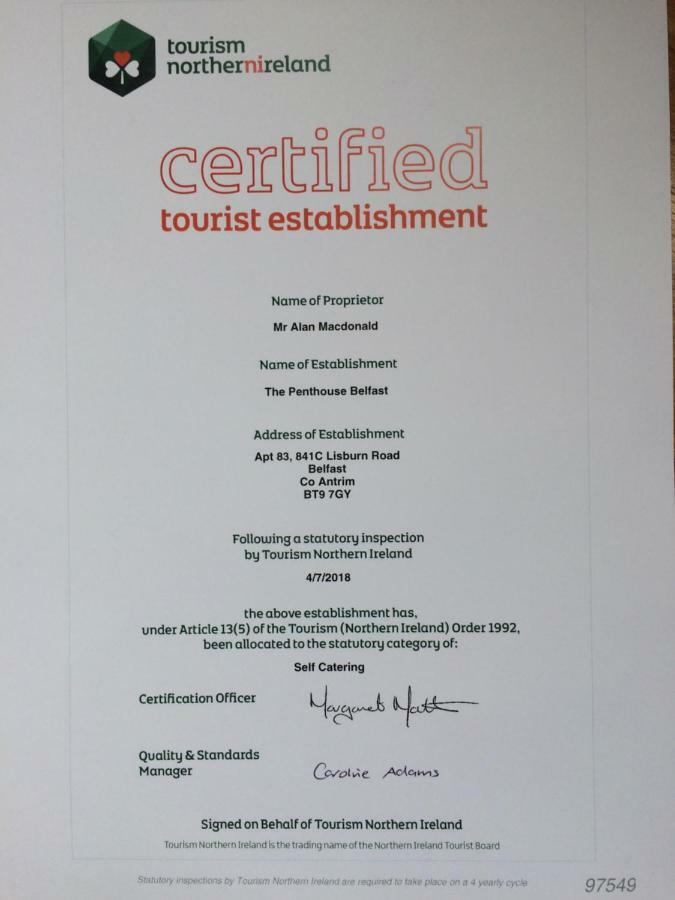 tourism
northernireland
certified
tourist establishment
Name of Proprietor
Mr Alan Macdonald
Name of Establishment
The Penthouse Belfast
Address of Establishment
Apt 83, 841C Lisburn Road
Belfast
Co Antrim
BT9 7GY
Following a statutory inspection
by Tourism Northern Ireland
4/7/2018
the above establishment has,
under Article 13(5) of the Tourism (Northern Ireland) Order 1992,
been allocated to the statutory category of:
Self Catering
Certification Officer
Margaret
Quality & Standards
Manager
Caroline Adams
Signed on Behalf of Tourism Northern Ireland
Tourism Northern Ireland is the trading name of the Northern Ireland Tourist Board
Statutory inspections by Tourism Northern Ireland are required to take place on a 4 yearly cycle
97549